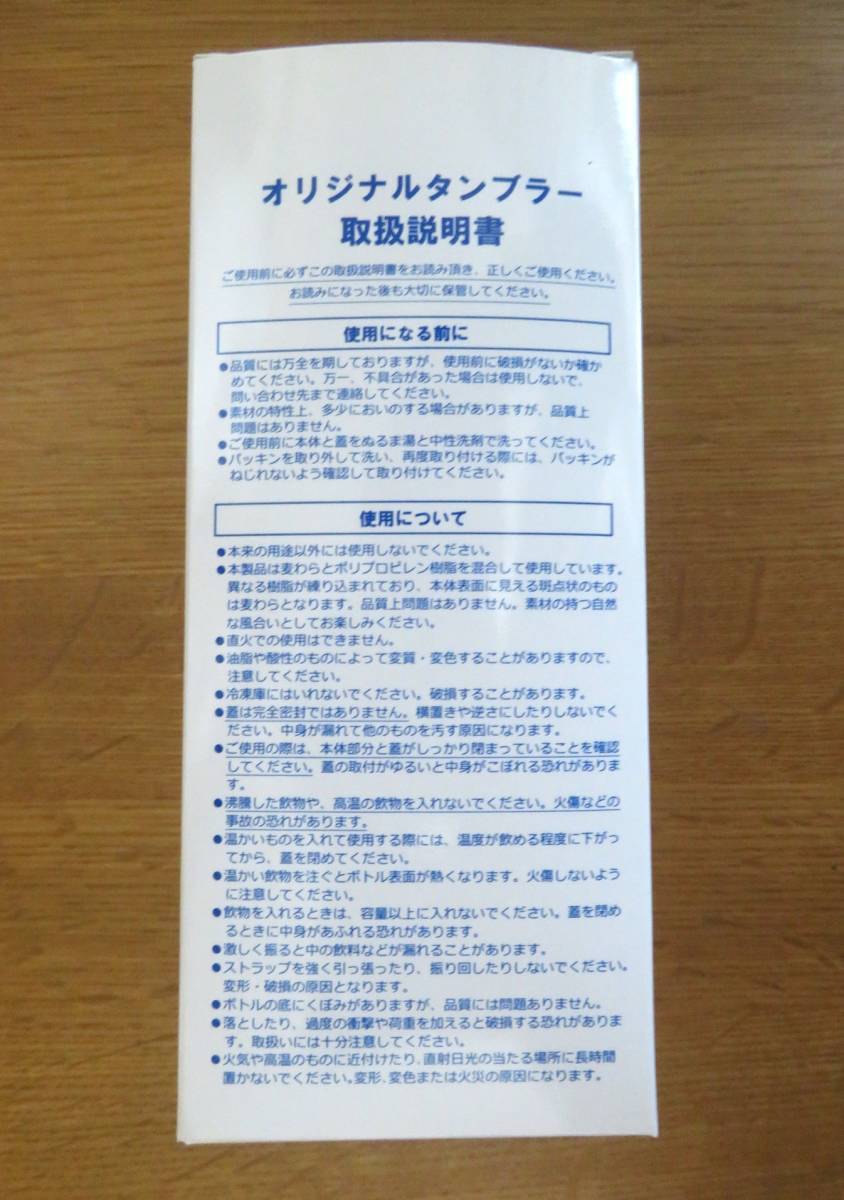 オリジナルタンブラー
取扱説明書
ご使用前に必ずこの取扱説明書をお読み頂き、正しくご使用ください。
お読みになった後も大切に保管してください。
使用になる前に
●品質には万全を期しておりますが、使用前に破損がないか確か
めてください。万一、不具合があった場合は使用しないで、
問い合わせ先まで連絡してください。
●素材の特性上、多少においのする場合がありますが、品質上
問題はありません。
●ご使用前に本体と蓋をぬるま湯と中性洗剤で洗ってください。
●パッキンを取り外して洗い、再度取り付ける際には、パッキンが
ねじれないよう確認して取り付けてください。
使用について
●本来の用途以外には使用しないでください。
●本製品は麦わらとポリプロピレン樹脂を混合して使用しています。
異なる樹脂が練り込まれており、本体表面に見える斑点状のもの
は麦わらとなります。品質上問題はありません。素材の持つ自然
な風合いとしてお楽しみください。
●直火での使用はできません。
●油脂や酸性のものによって変質・変色することがありますので、
注意してください。
●冷凍庫にはいれないでください。破損することがあります。
●蓋は完全密封ではありません。横置きや逆さにしたりしないでく
ださい。中身が漏れて他のものを汚す原因になります。
●ご使用の際は、本体部分と蓋がしっかり閉まっていることを確認
してください。蓋の取付がゆるいと中身がこぼれる恐れがありま
す。
●沸騰した飲物や、高温の飲物を入れないでください。火傷などの
事故の恐れがあります。
●温かいものを入れて使用する際には、温度が飲める程度に下がっ
てから、蓋を閉めてください。
●温かい飲物を注ぐとボトル表面が熱くなります。火傷しないよう
に注意してください。
●飲物を入れるときは、容量以上に入れないでください。蓋を閉め
るときに中身があふれる恐れがあります。
●激しく振ると中の飲料などが漏れることがあります。
●ストラップを強く引っ張ったり、振り回したりしないでください。
変形・破損の原因となります。
●ボトルの底にくぼみがありますが、品質には問題ありません。
●落としたり、過度の衝撃や荷重を加えると破損する恐れがありま
す。取扱いには十分注意してください。
●火気や高温のものに近付けたり、直射日光の当たる場所に長時間
置かないでください。変形、変色または火災の原因になります。